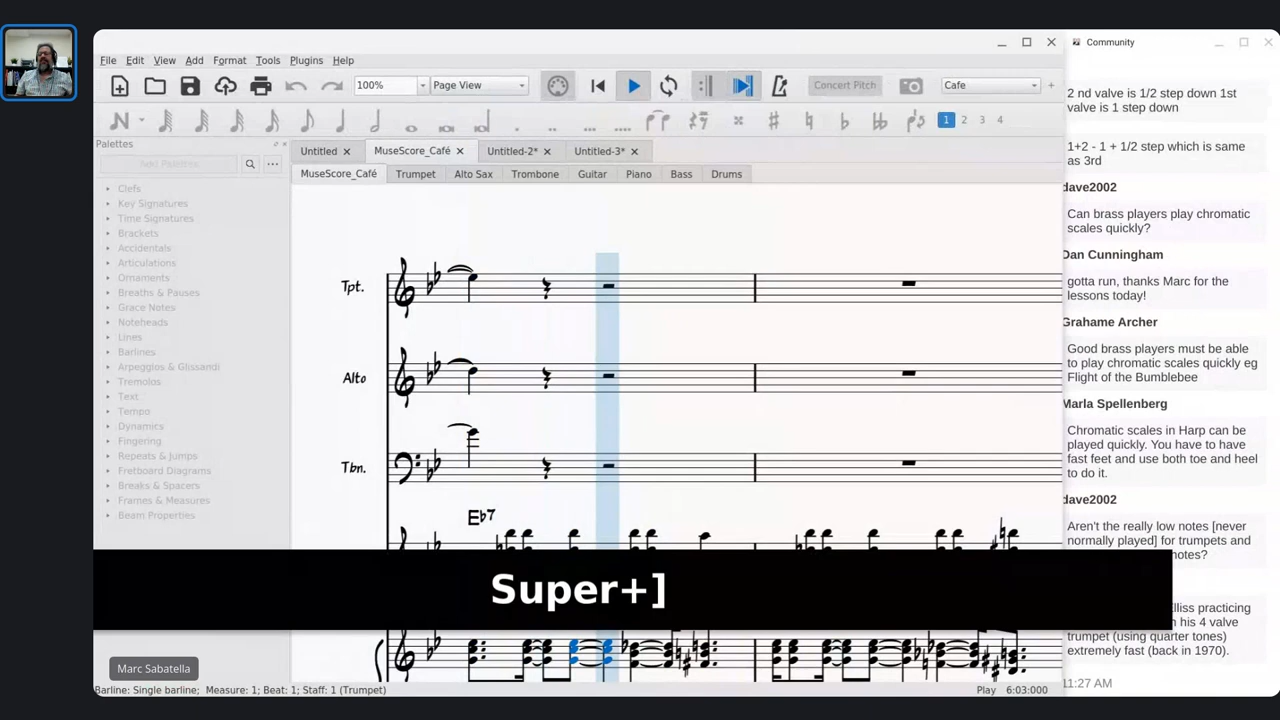 Community
File Edit View Add Format Tools Plugins Help
100% Page View Concert Pitch Cafe +
1 2 3 4
Palettes
Untitled MuseScore_Café Untitled-2* Untitled-3*
Add Palettes
MuseScore_Café Trumpet Alto Sax Trombone Guitar Piano Bass Drums
Clefs
Key Signatures
Time Signatures
Brackets
Accidentals
Articulations
Ornaments
Breaths & Pauses
Grace Notes
Noteheads
Lines
Barlines
Arpeggios & Glissandi
Tremolos
Text
Tempo
Dynamics
Fingering
Repeats & Jumps
Fretboard Diagrams
Breaks & Spacers
Frames & Measures
Beam Properties
Tpt.
Alto
Tbn.
Eb7
Super+]
Marc Sabatella
Barline: Single barline; Measure: 1; Beat: 1; Staff: 1 (Trumpet)
Play 6:03:000
2 nd valve is 1/2 step down 1st
valve is 1 step down
1+2 - 1 + 1/2 step which is same
as 3rd
dave2002
Can brass players play chromatic
scales quickly?
Dan Cunningham
gotta run, thanks Marc for the
lessons today!
Grahame Archer
Good brass players must be able
to play chromatic scales quickly eg
Flight of the Bumblebee
Marla Spellenberg
Chromatic scales in Harp can be
played quickly. You have to have
fast feet and use both toe and heel
to do it.
dave2002
Aren't the really low notes [never
normally played] for trumpets and
notes?
practicing
his 4 valve
trumpet (using quarter tones)
extremely fast (back in 1970).
11:27 AM